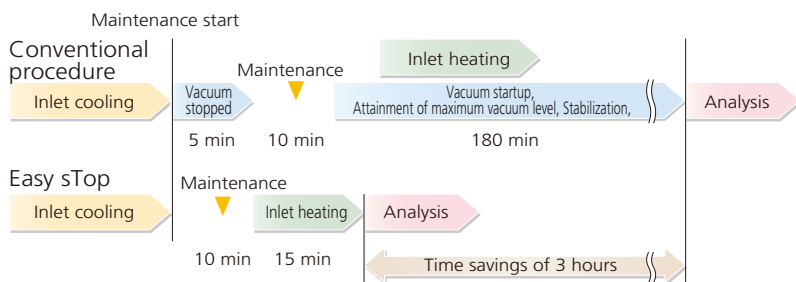 Maintenance start
Conventional
procedure
Inlet heating
Maintenance
Inlet cooling
Vacuum
stopped
Vacuum startup,
Attainment of maximum vacuum level, Stabilization,
Analysis
5 min
10 min
180 min
Easy sTop
Maintenance
Inlet cooling
Inlet heating
Analysis
10 min
15 min
Time savings of 3 hours